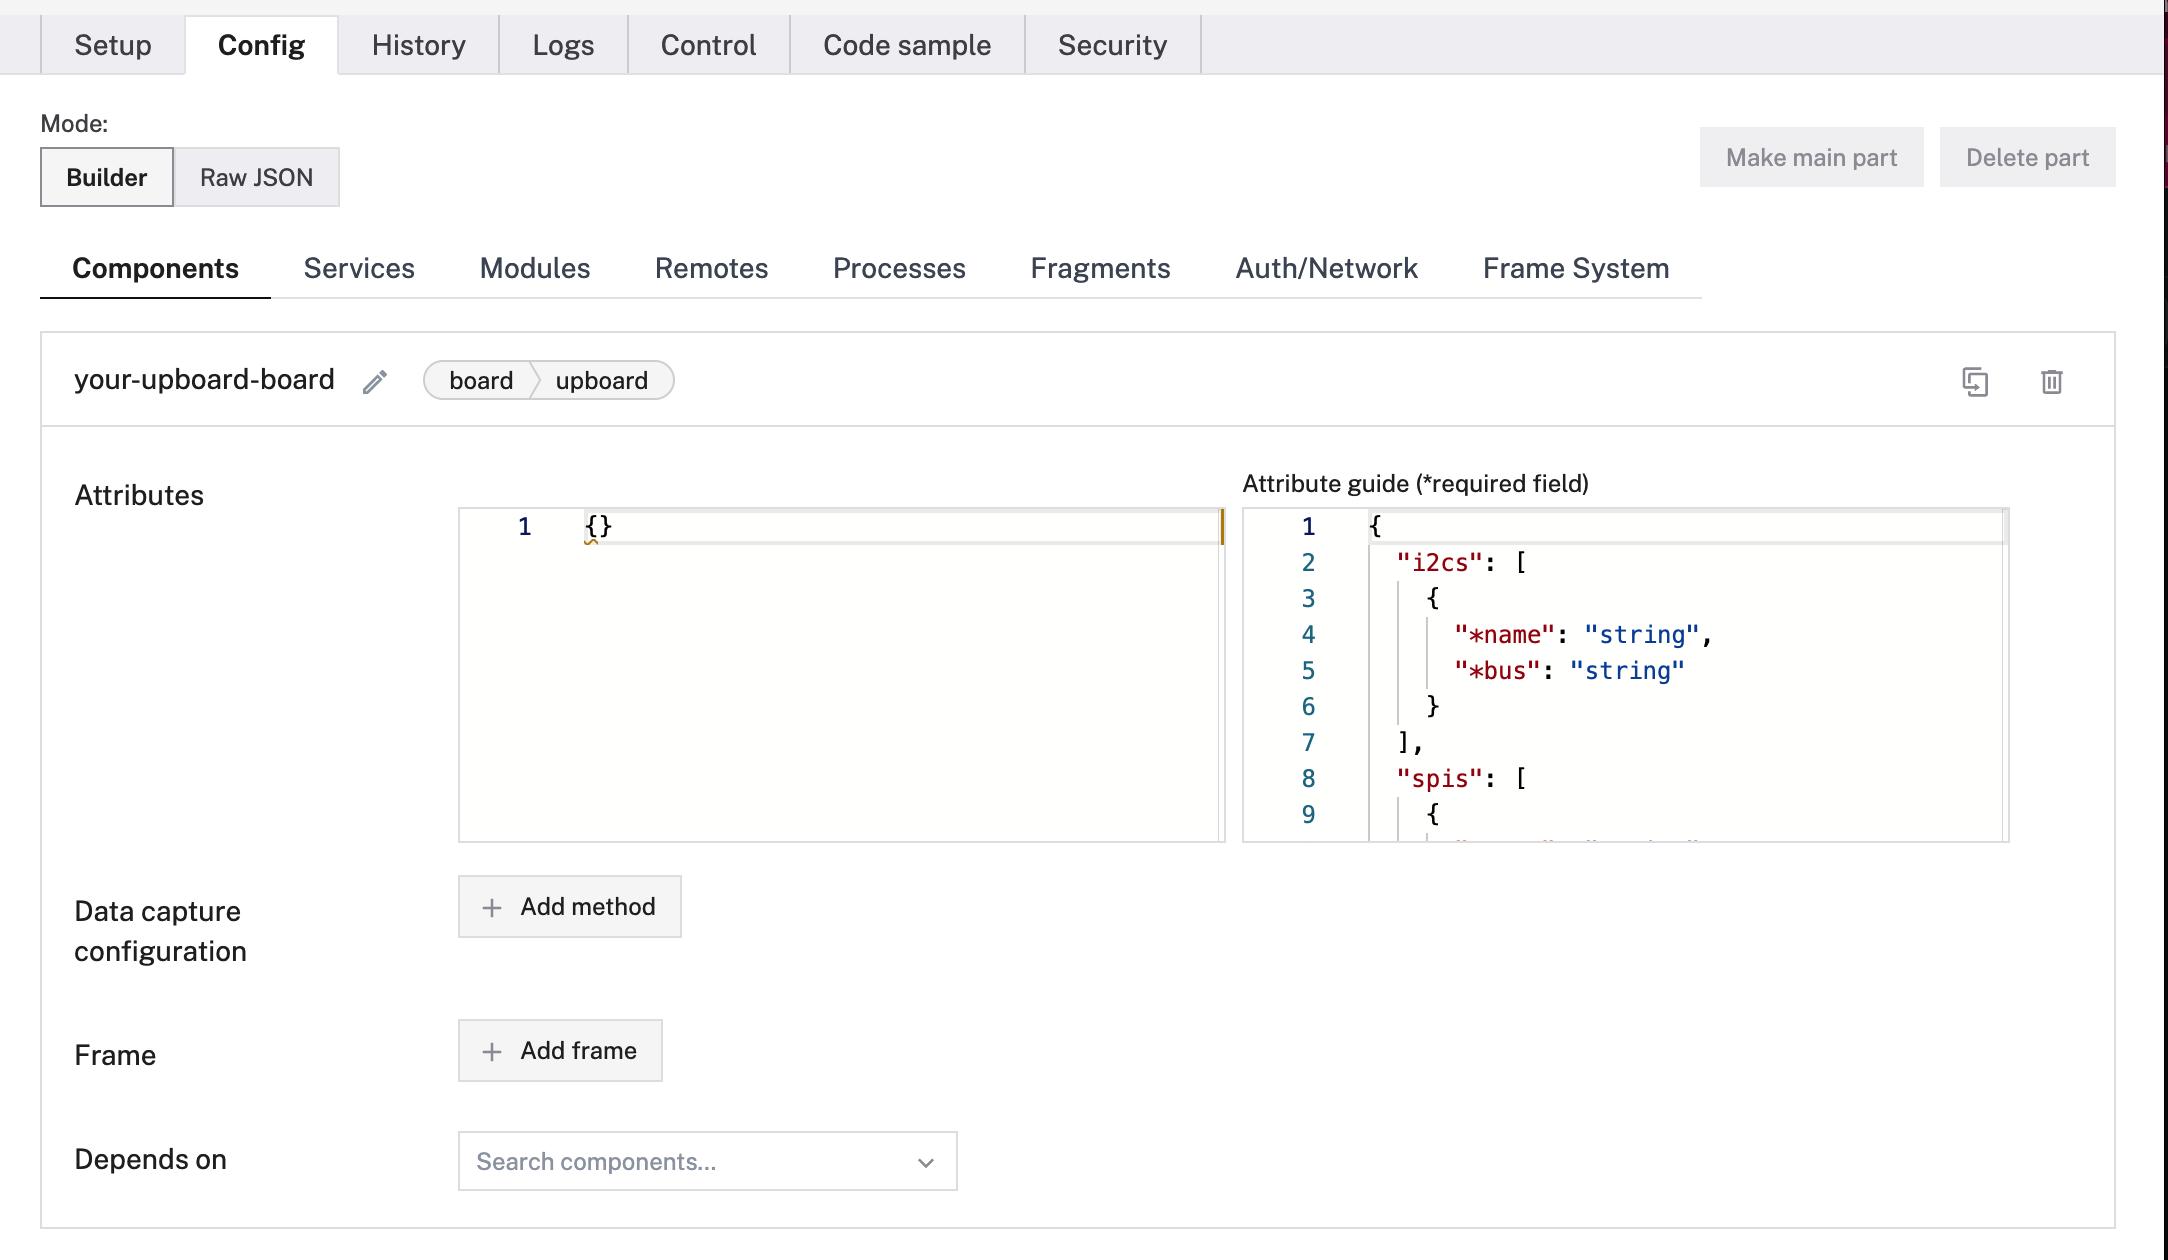 Setup Config History Logs Control Code sample Security
Mode:
Builder Raw JSON
Make main part Delete part
Components Services Modules Remotes Processes Fragments Auth/Network Frame System
your-upboard-board board upboard
Attributes
Attribute guide (*required field)
1 {}
1 {
2 "i2cs": [
3 {
4 "*name": "string",
5 "*bus": "string"
6 }
7 ],
8 "spis": [
9 {
Data capture
configuration
+ Add method
Frame
+ Add frame
Depends on
Search components...